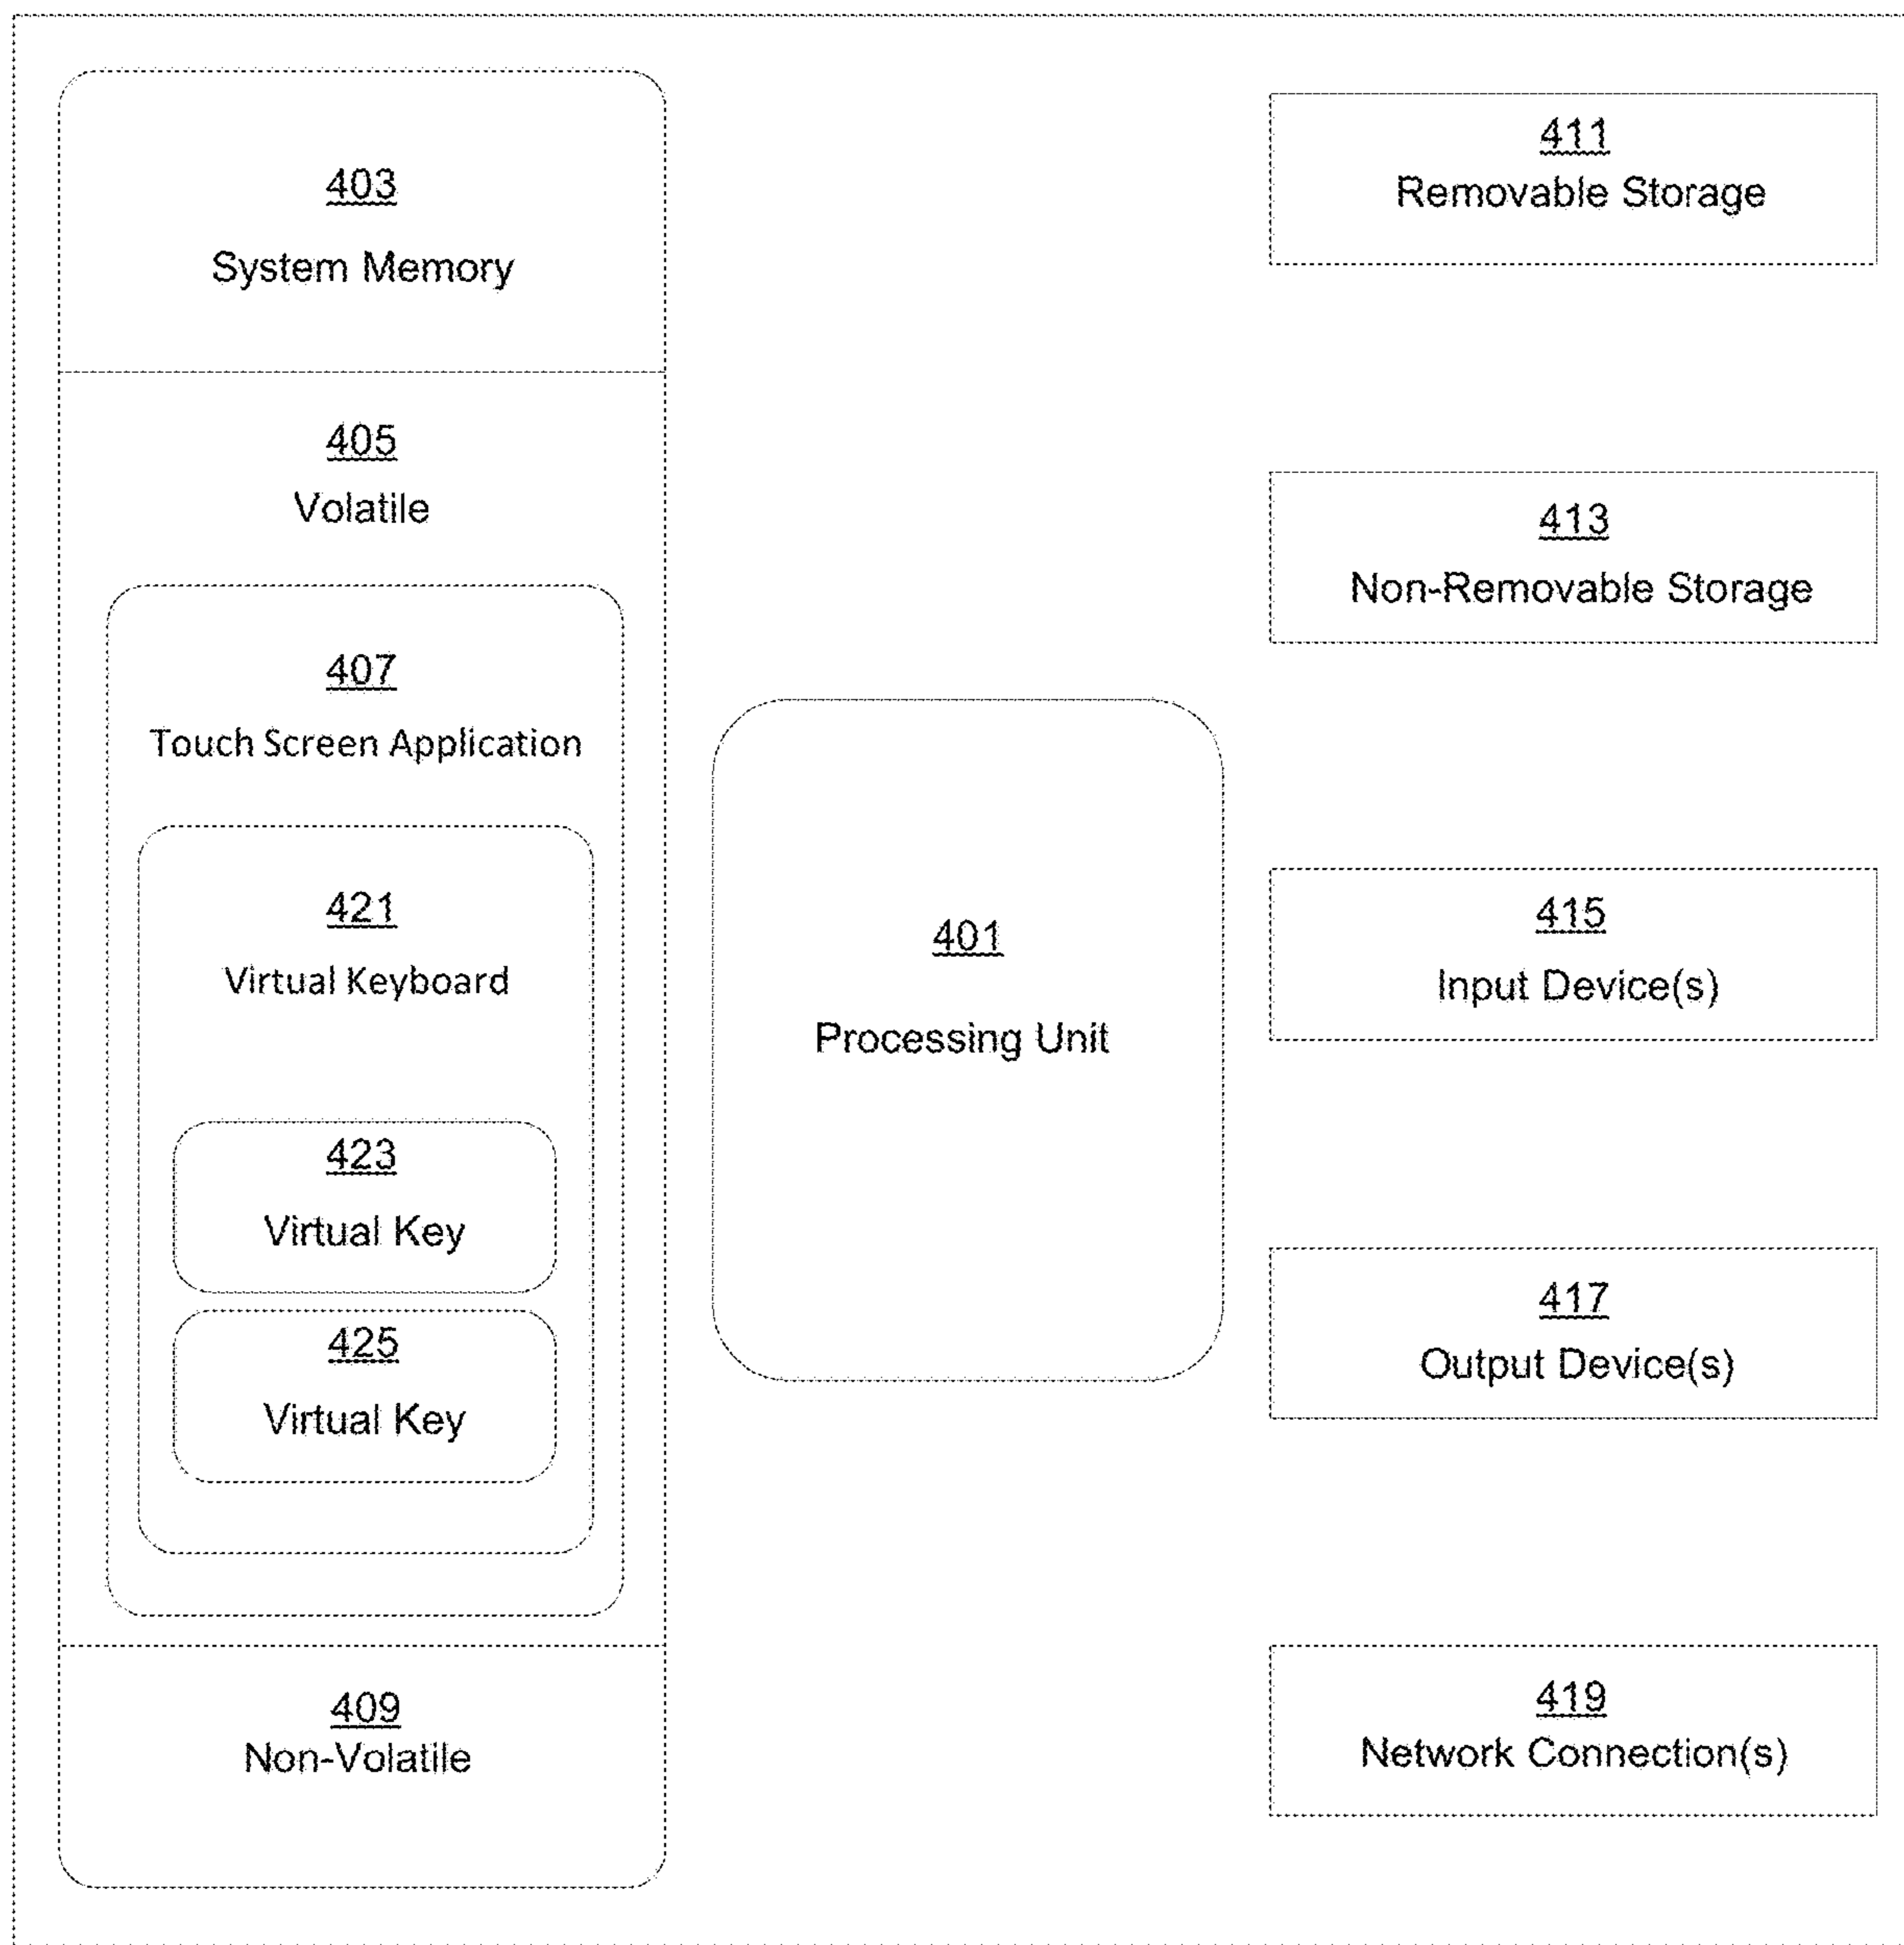 403
System Memory
405
Volatile
407
Touch Screen Application
421
Virtual Keyboard
423
Virtual Key
425
Virtual Key
409
Non-Volatile
401
Processing Unit
411
Removable Storage
413
Non-Removable Storage
415
Input Device(s)
417
Output Device(s)
419
Network Connection(s)